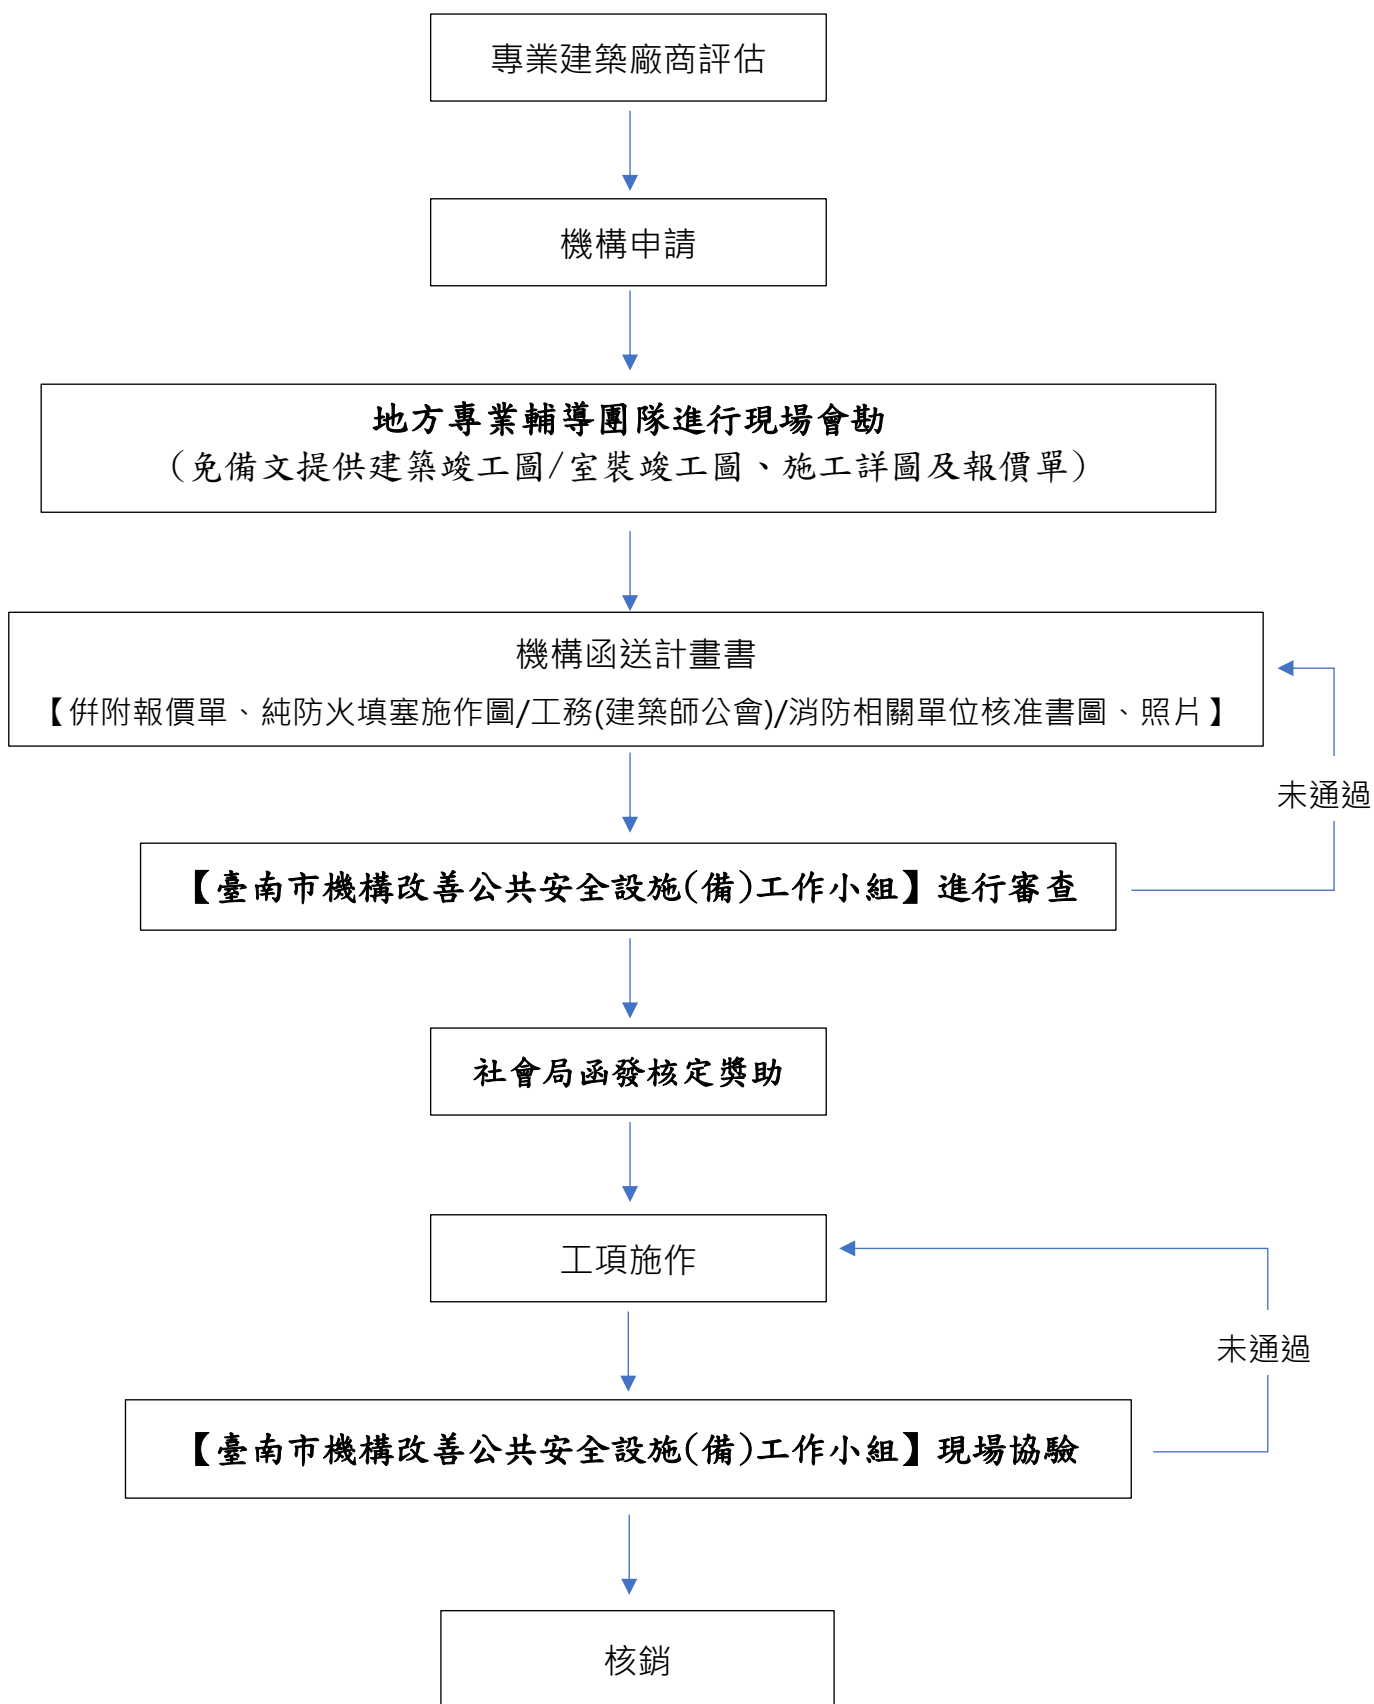 專業建築廠商評估
機構申請
地方專業輔導團隊進行現場會勘
（免備文提供建築竣工圖/室裝竣工圖、施工詳圖及報價單）
機構函送計畫書
【併附報價單、純防火填塞施作圖/工務(建築師公會)/消防相關單位核准書圖、照片】
未通過
【臺南市機構改善公共安全設施(備)工作小組】進行審查
社會局函發核定獎助
工項施作
未通過
【臺南市機構改善公共安全設施(備)工作小組】現場協驗
核銷